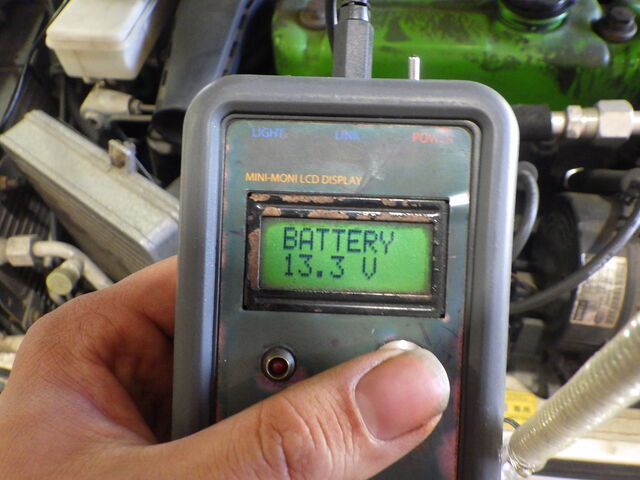 LIGHT
LINK
POWER
MINI-MONI LCD DISPLAY
BATTERY
13.3 V